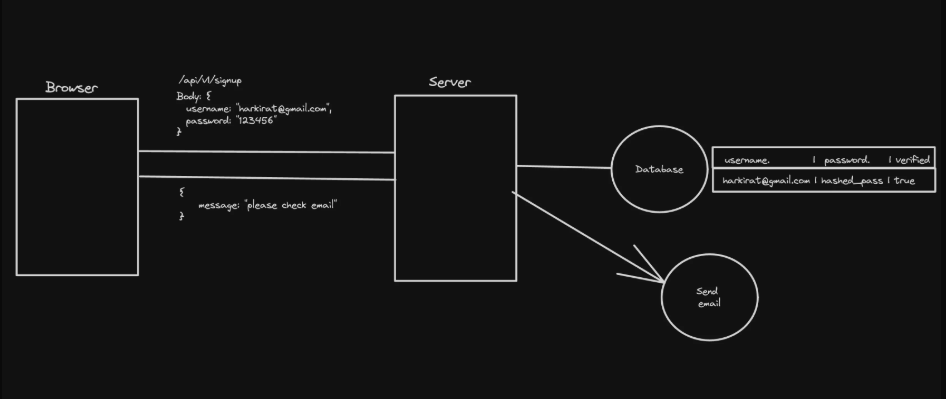 Browser
/api/v1/signup
Body: {
username: "harkirat@gmail.com",
password: "123456"
}
{
message: "please check email"
}
Server
Database
username. | password. | verified
harkirat@gmail.com | hashed_pass | true
Send
email